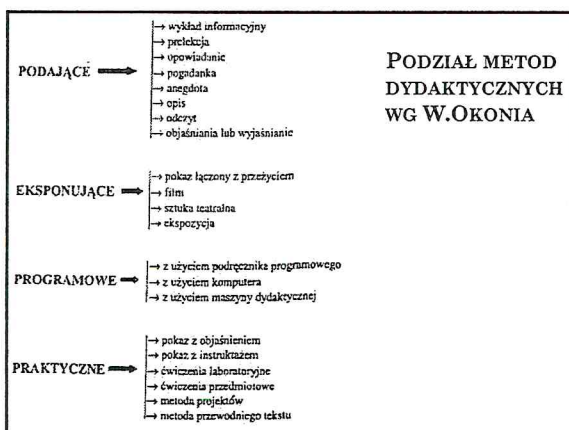 PODZIAŁ METOD
DYDAKTYCZNYCH
WG W.OKONIA
PODAJĄCE
→ wykład informacyjny
→ prelekcja
→ opowiadanie
→ pogadanka
→ anegdota
→ opis
→ odczyt
→ objaśniania lub wyjaśnianie
EKSPONUJĄCE
→ pokaz łączony z przeżyciem
→ film
→ sztuka teatralna
→ ekspozycja
PROGRAMOWE
→ z użyciem podręcznika programowego
→ z użyciem komputera
→ z użyciem maszyny dydaktycznej
PRAKTYCZNE
→ pokaz z objaśnieniem
→ pokaz z instruktażem
→ ćwiczenia laboratoryjne
→ ćwiczenia przedmiotowe
→ metoda projektów
→ metoda przewodniego tekstu